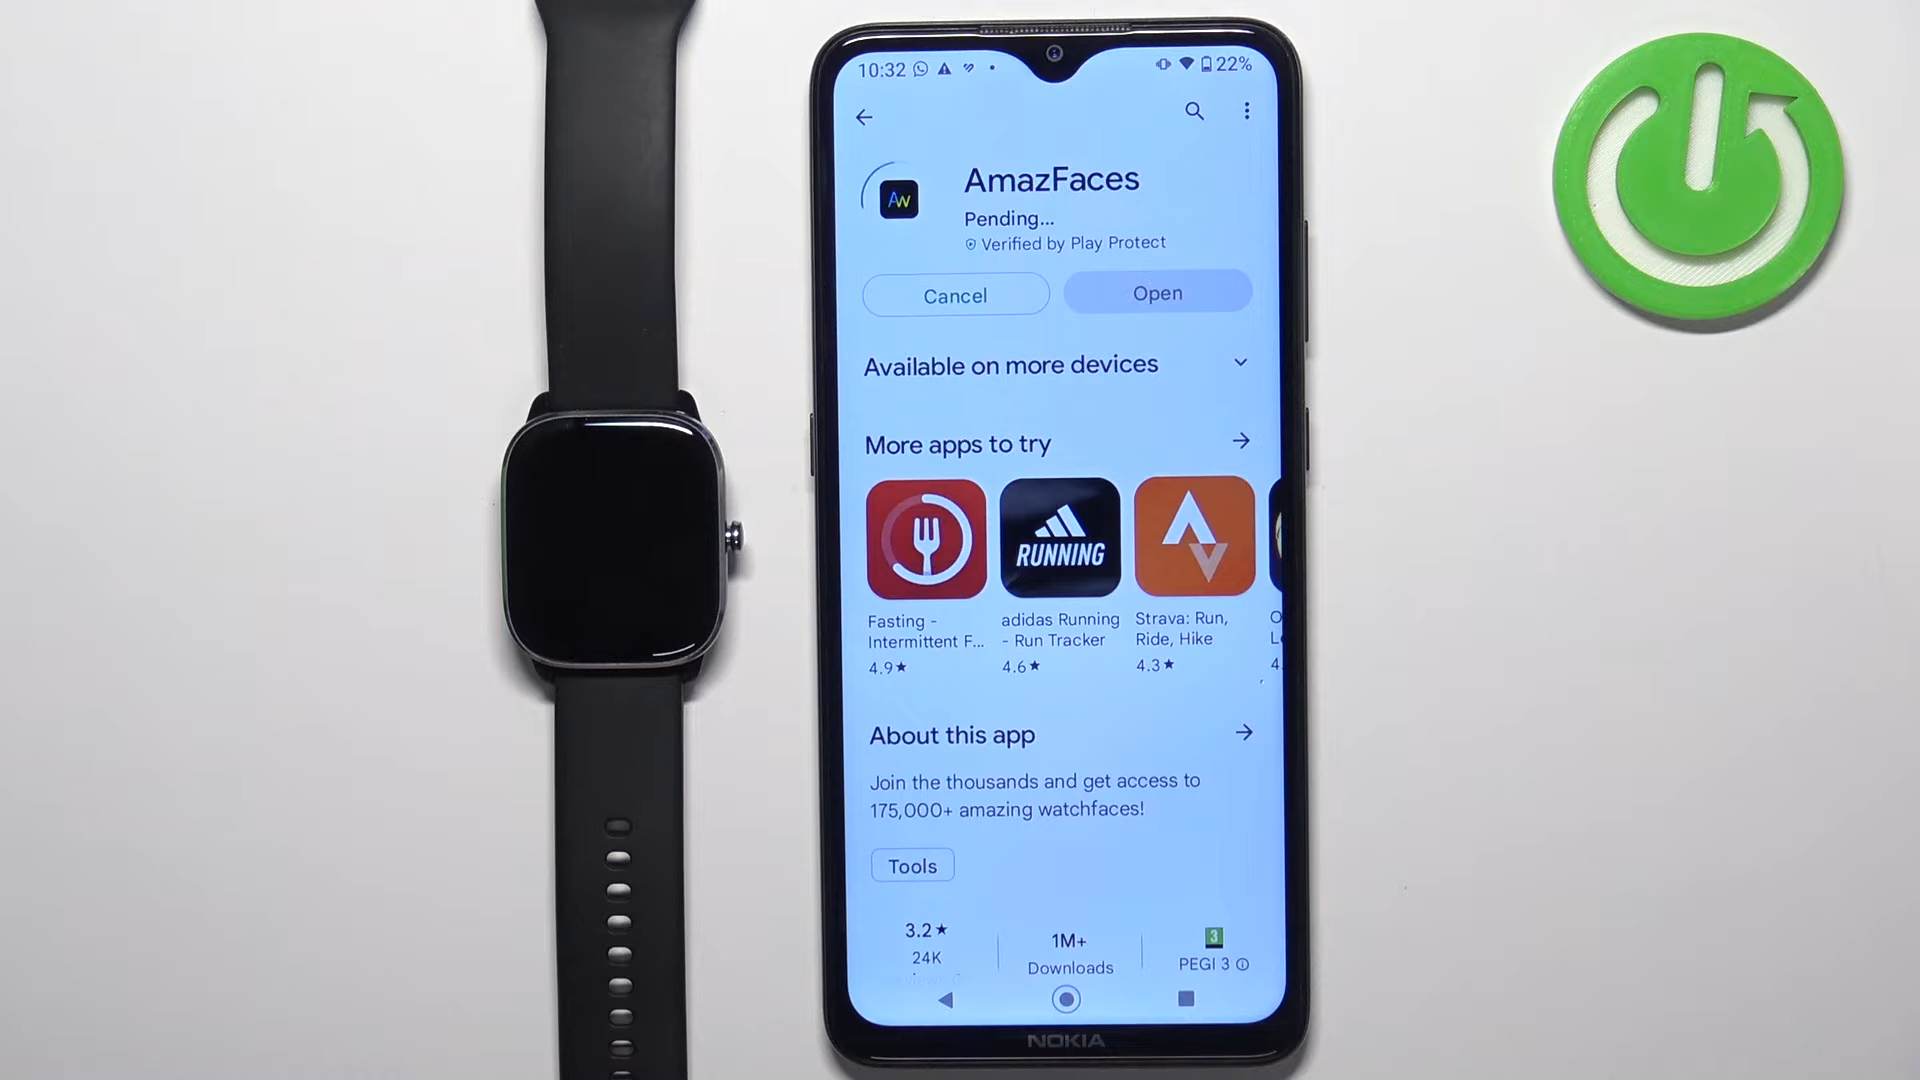 10:32
22%
AmazFaces
Aw
Pending...
Verified by Play Protect
Cancel
Open
Available on more devices
More apps to try
RUNNING
Fasting -
Intermittent F...
4.9★
adidas Running
- Run Tracker
4.6★
Strava: Run,
Ride, Hike
4.3★
O
L
4.
About this app
Join the thousands and get access to
175,000+ amazing watchfaces!
Tools
3.2★
24K
1M+
Downloads
3
PEGI 3
NOKIA